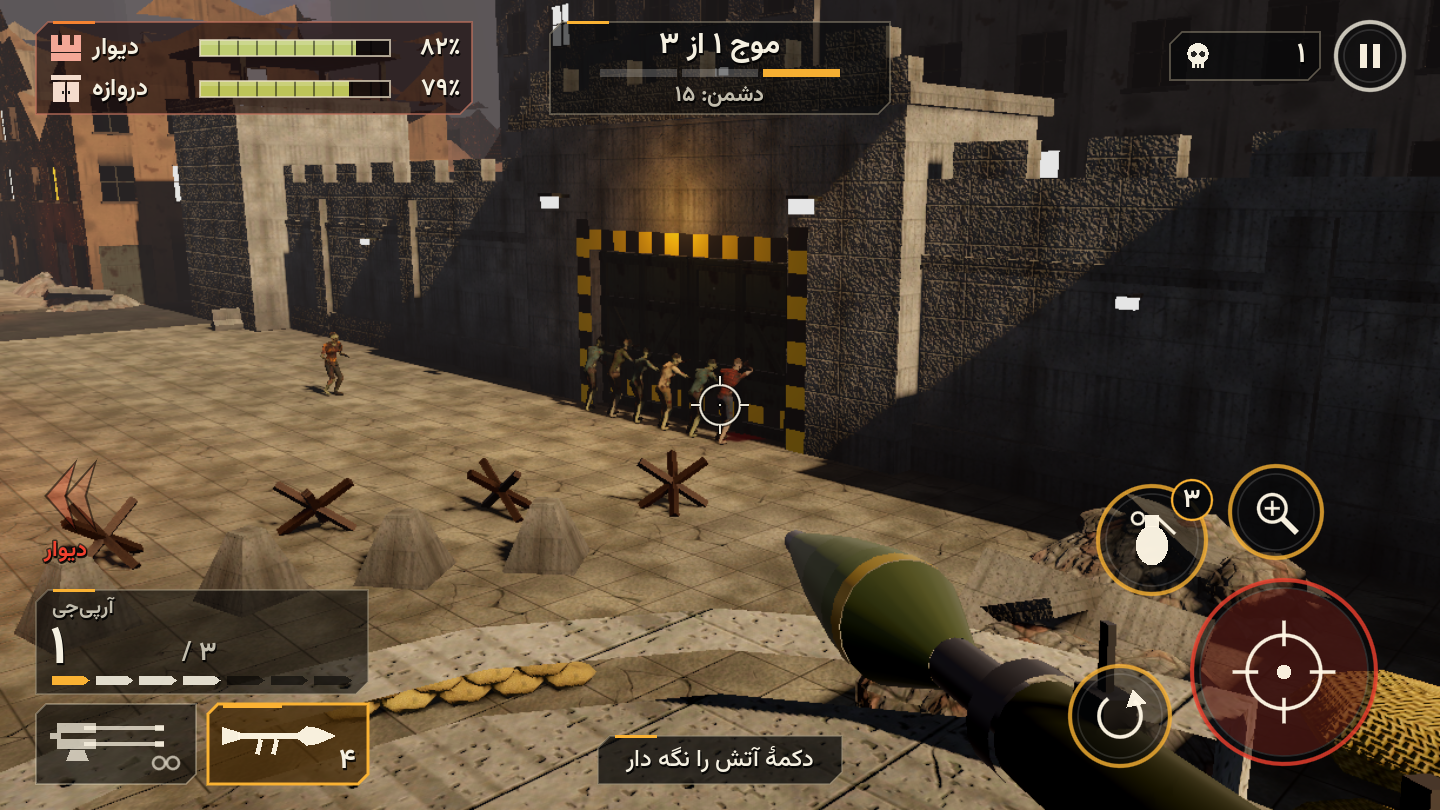 دیوار ۸۲٪
دروازه ۷۹٪
موج ۱ از ۳
دشمن: ۱۵
۱
۳
دیوار
آرپی‌جی
۱ / ۳
∞
۴
دکمهٔ آتش را نگه دار